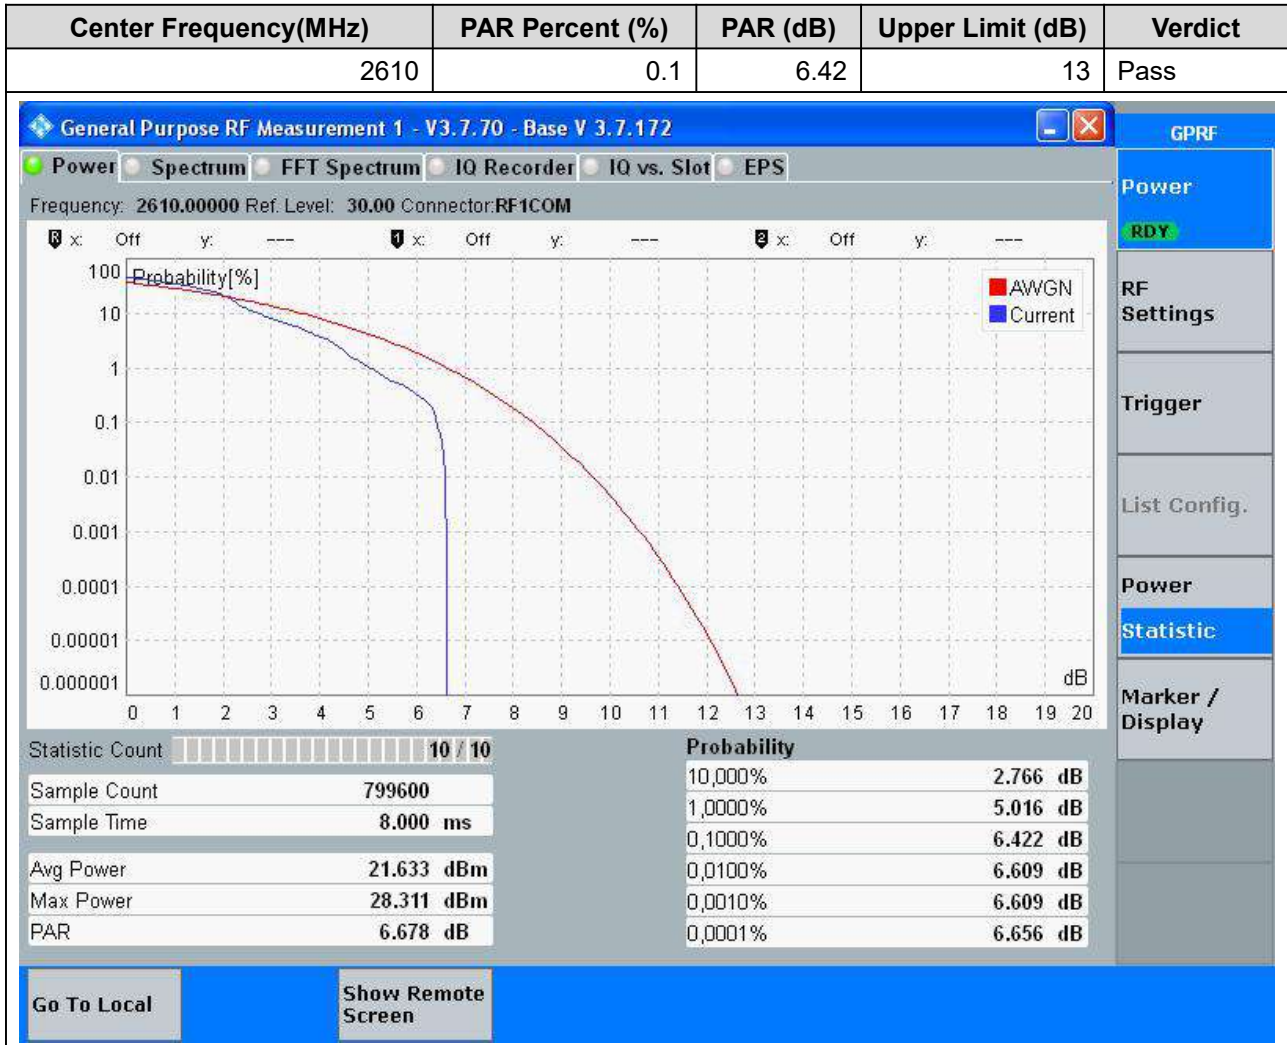 Center Frequency(MHz) PAR Percent (%) PAR (dB) Upper Limit (dB) Verdict
2610 0.1 6.42 13 Pass
General Purpose RF Measurement 1 - V3.7.70 - Base V 3.7.172
GPRF
Power Spectrum FFT Spectrum IQ Recorder IQ vs. Slot EPS
Frequency: 2610.00000 Ref. Level: 30.00 Connector:RF1COM
R x: Off y: --- 1 x: Off y: --- 2 x: Off y: ---
Probability[%]
AWGN
Current
100
10
1
0.1
0.01
0.001
0.0001
0.00001
0.000001
dB
0 1 2 3 4 5 6 7 8 9 10 11 12 13 14 15 16 17 18 19 20
Statistic Count 10 / 10
Sample Count 799600
Sample Time 8.000 ms
Avg Power 21.633 dBm
Max Power 28.311 dBm
PAR 6.678 dB
Probability
10,000% 2.766 dB
1,0000% 5.016 dB
0,1000% 6.422 dB
0,0100% 6.609 dB
0,0010% 6.609 dB
0,0001% 6.656 dB
Power
RDY
RF
Settings
Trigger
List Config.
Power
Statistic
Marker /
Display
Go To Local
Show Remote
Screen